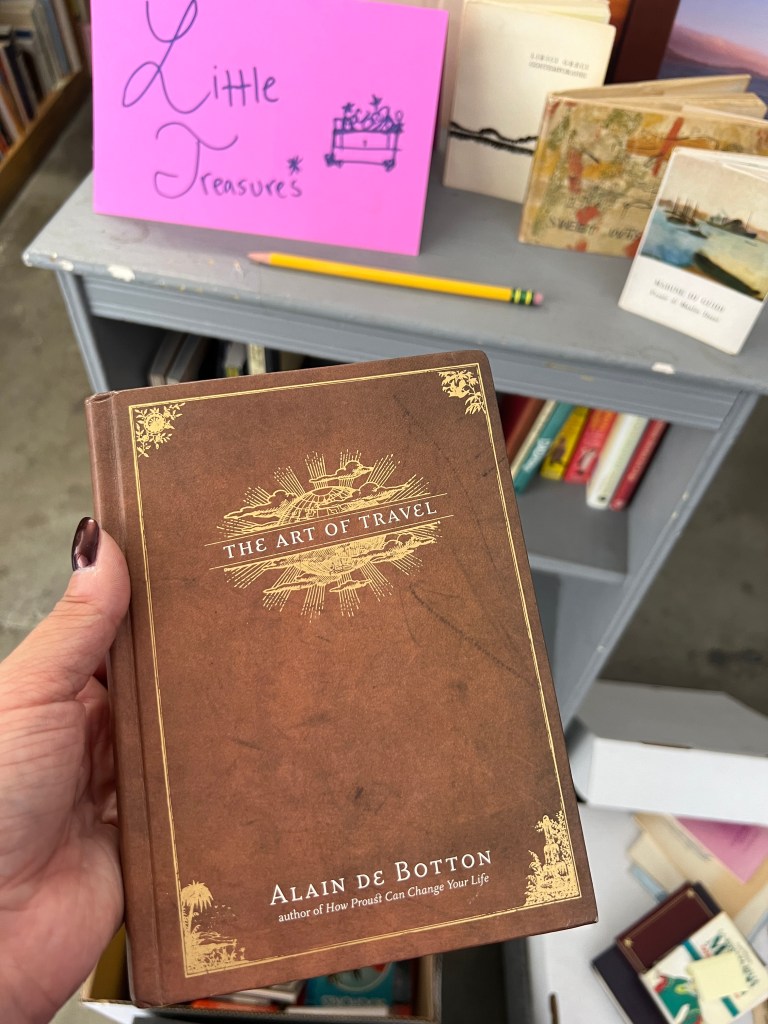 Little
Treasures
THE ART OF TRAVEL
ALAIN DE BOTTON
author of How Proust Can Change Your Life